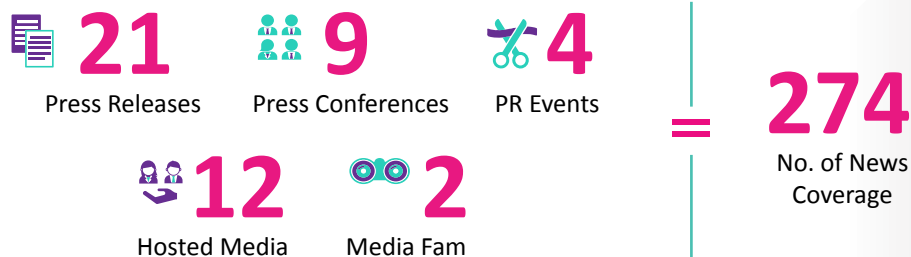 21
Press Releases
9
Press Conferences
4
PR Events
12
Hosted Media
2
Media Fam
=
274
No. of News
Coverage